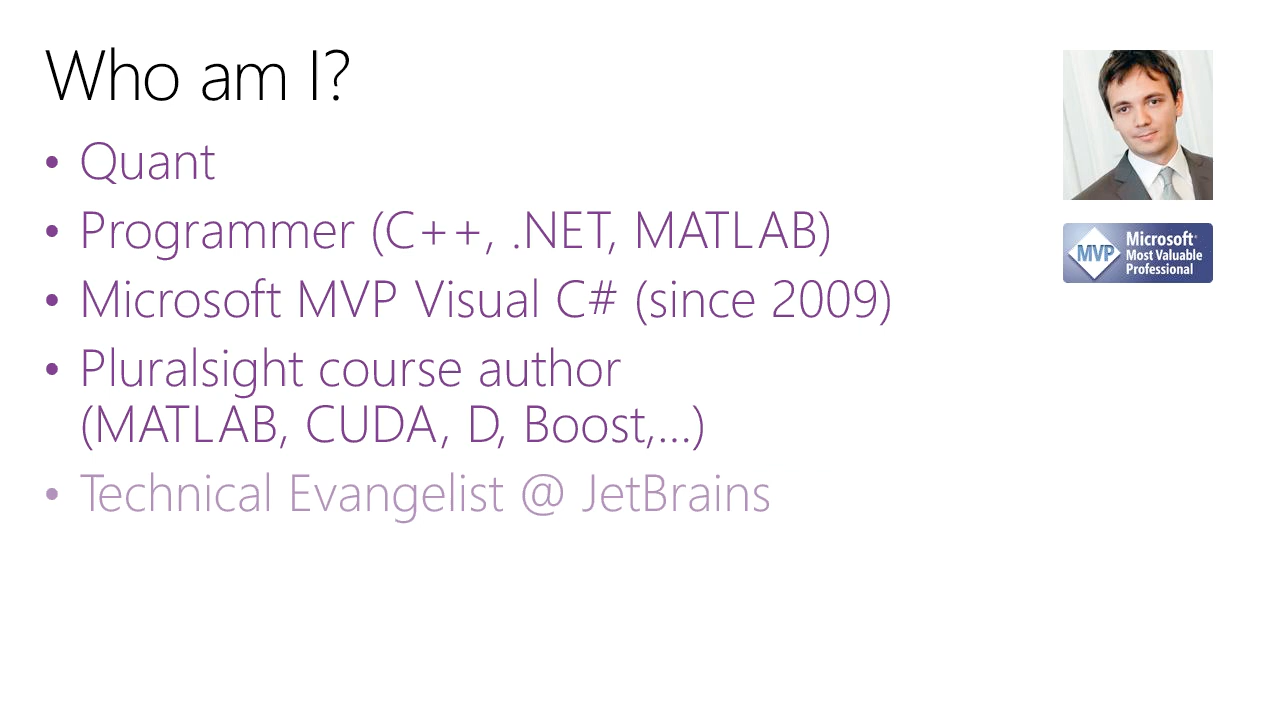 Who am I?
• Quant
• Programmer (C++, .NET, MATLAB)
• Microsoft MVP Visual C# (since 2009)
• Pluralsight course author
(MATLAB, CUDA, D, Boost,...)
• Technical Evangelist @ JetBrains
MVP
Microsoft®
Most Valuable
Professional